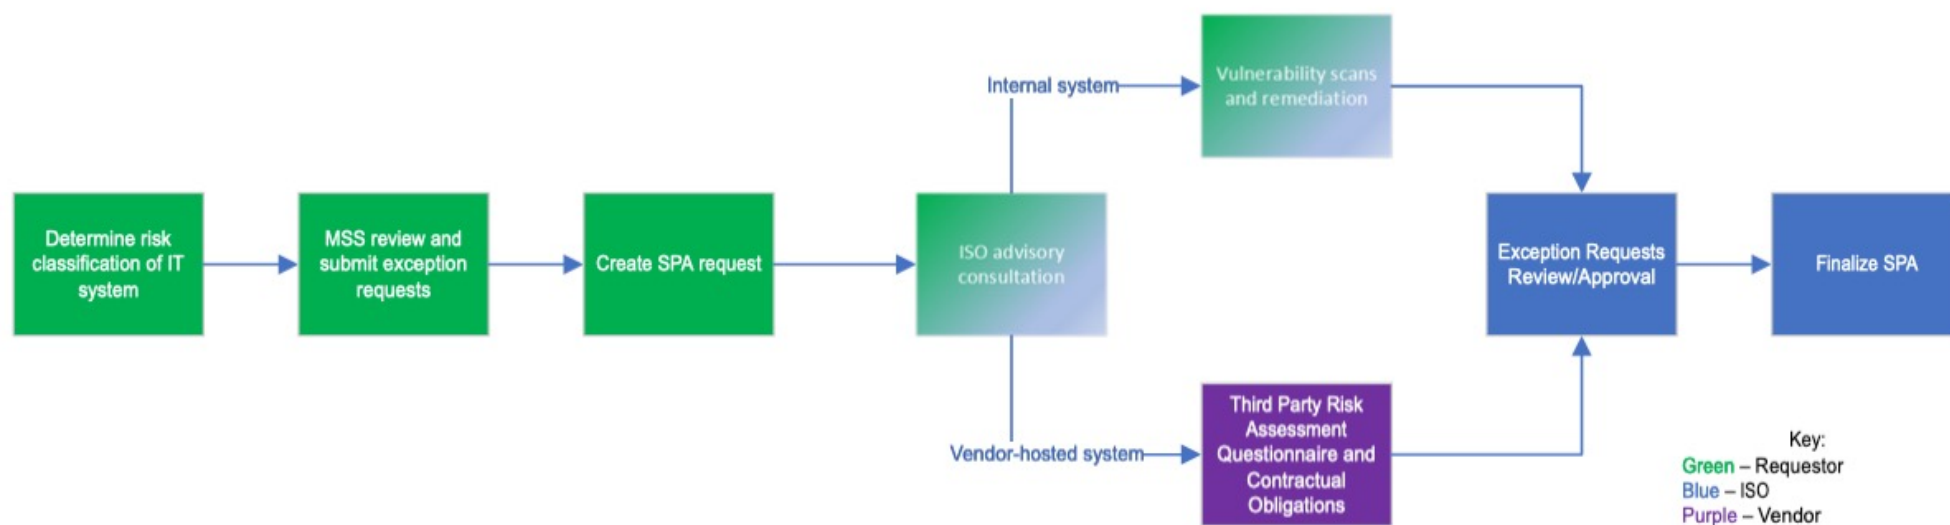 Determine risk
classification of IT
system
MSS review and
submit exception
requests
Create SPA request
ISO advisory
consultation
Internal system
Vulnerability scans
and remediation
Vendor-hosted system
Third Party Risk
Assessment
Questionnaire and
Contractual
Obligations
Exception Requests
Review/Approval
Finalize SPA
Key:
Green – Requestor
Blue – ISO
Purple – Vendor